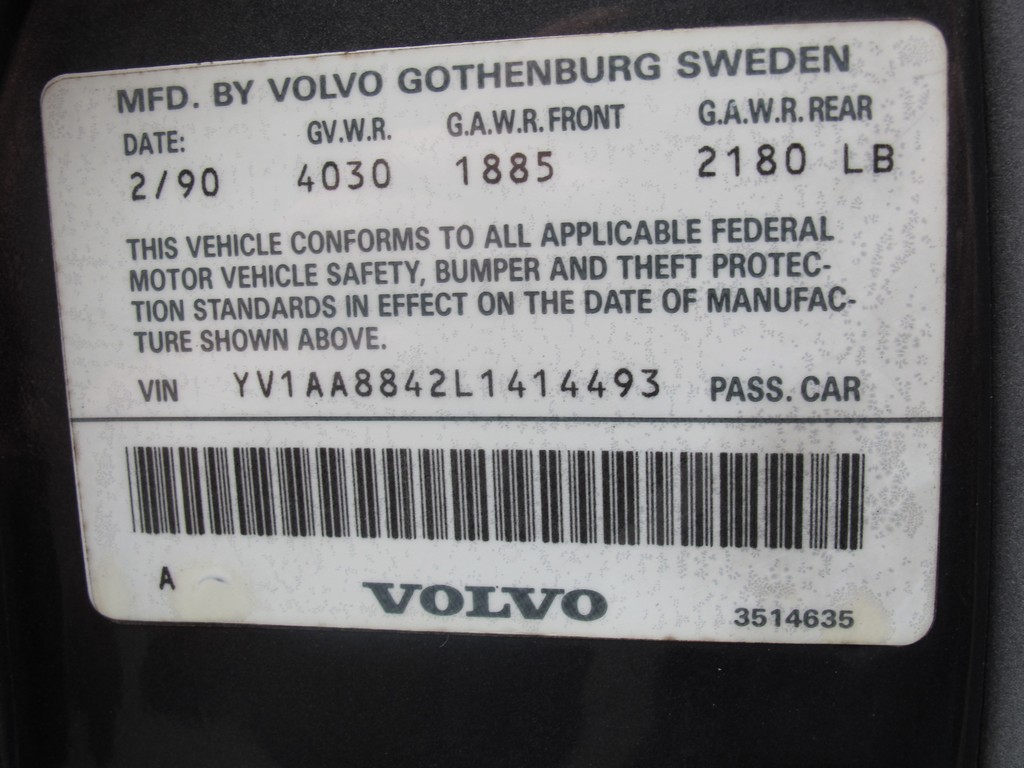 MFD. BY VOLVO GOTHENBURG SWEDEN
DATE: GV.W.R. G.A.W.R. FRONT G.A.W.R. REAR
2/90 4030 1885 2180 LB
THIS VEHICLE CONFORMS TO ALL APPLICABLE FEDERAL
MOTOR VEHICLE SAFETY, BUMPER AND THEFT PROTEC-
TION STANDARDS IN EFFECT ON THE DATE OF MANUFAC-
TURE SHOWN ABOVE.
VIN YV1AA8842L1414493 PASS. CAR
A
VOLVO
3514635